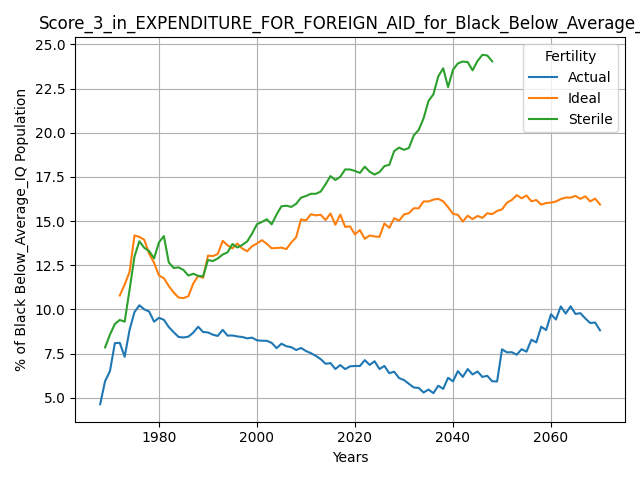 Score_3_in_EXPENDITURE_FOR_FOREIGN_AID_for_Black_Below_Average_
25.0
22.5
20.0
17.5
15.0
12.5
10.0
7.5
5.0
% of Black Below_Average_IQ Population
Fertility
Actual
Ideal
Sterile
1980
2000
2020
2040
2060
Years